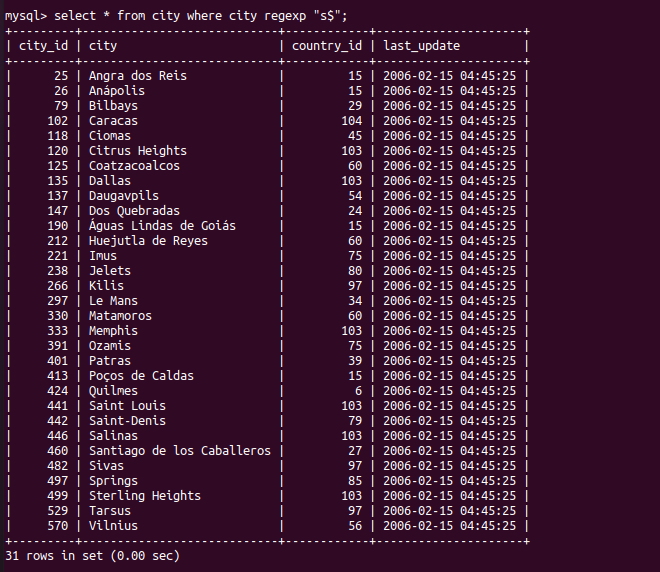 mysql> select * from city where city regexp "s$";
+---------+----------------------------+------------+---------------------+
| city_id | city                       | country_id | last_update         |
+---------+----------------------------+------------+---------------------+
|      25 | Angra dos Reis             |         15 | 2006-02-15 04:45:25 |
|      26 | Anápolis                   |         15 | 2006-02-15 04:45:25 |
|      79 | Bilbays                    |         29 | 2006-02-15 04:45:25 |
|     102 | Caracas                    |        104 | 2006-02-15 04:45:25 |
|     118 | Ciomas                     |         45 | 2006-02-15 04:45:25 |
|     120 | Citrus Heights             |        103 | 2006-02-15 04:45:25 |
|     125 | Coatzacoalcos              |         60 | 2006-02-15 04:45:25 |
|     135 | Dallas                     |        103 | 2006-02-15 04:45:25 |
|     137 | Daugavpils                 |         54 | 2006-02-15 04:45:25 |
|     147 | Dos Quebradas              |         24 | 2006-02-15 04:45:25 |
|     190 | Águas Lindas de Goiás      |         15 | 2006-02-15 04:45:25 |
|     212 | Huejutla de Reyes          |         60 | 2006-02-15 04:45:25 |
|     221 | Imus                       |         75 | 2006-02-15 04:45:25 |
|     238 | Jelets                     |         80 | 2006-02-15 04:45:25 |
|     266 | Kilis                      |         97 | 2006-02-15 04:45:25 |
|     297 | Le Mans                    |         34 | 2006-02-15 04:45:25 |
|     330 | Matamoros                  |         60 | 2006-02-15 04:45:25 |
|     333 | Memphis                    |        103 | 2006-02-15 04:45:25 |
|     391 | Ozamis                     |         75 | 2006-02-15 04:45:25 |
|     401 | Patras                     |         39 | 2006-02-15 04:45:25 |
|     413 | Poços de Caldas            |         15 | 2006-02-15 04:45:25 |
|     424 | Quilmes                    |          6 | 2006-02-15 04:45:25 |
|     441 | Saint Louis                |        103 | 2006-02-15 04:45:25 |
|     442 | Saint-Denis                |         79 | 2006-02-15 04:45:25 |
|     446 | Salinas                    |        103 | 2006-02-15 04:45:25 |
|     460 | Santiago de los Caballeros |         27 | 2006-02-15 04:45:25 |
|     482 | Sivas                      |         97 | 2006-02-15 04:45:25 |
|     497 | Springs                    |         85 | 2006-02-15 04:45:25 |
|     499 | Sterling Heights           |        103 | 2006-02-15 04:45:25 |
|     529 | Tarsus                     |         97 | 2006-02-15 04:45:25 |
|     570 | Vilnius                    |         56 | 2006-02-15 04:45:25 |
+---------+----------------------------+------------+---------------------+
31 rows in set (0.00 sec)